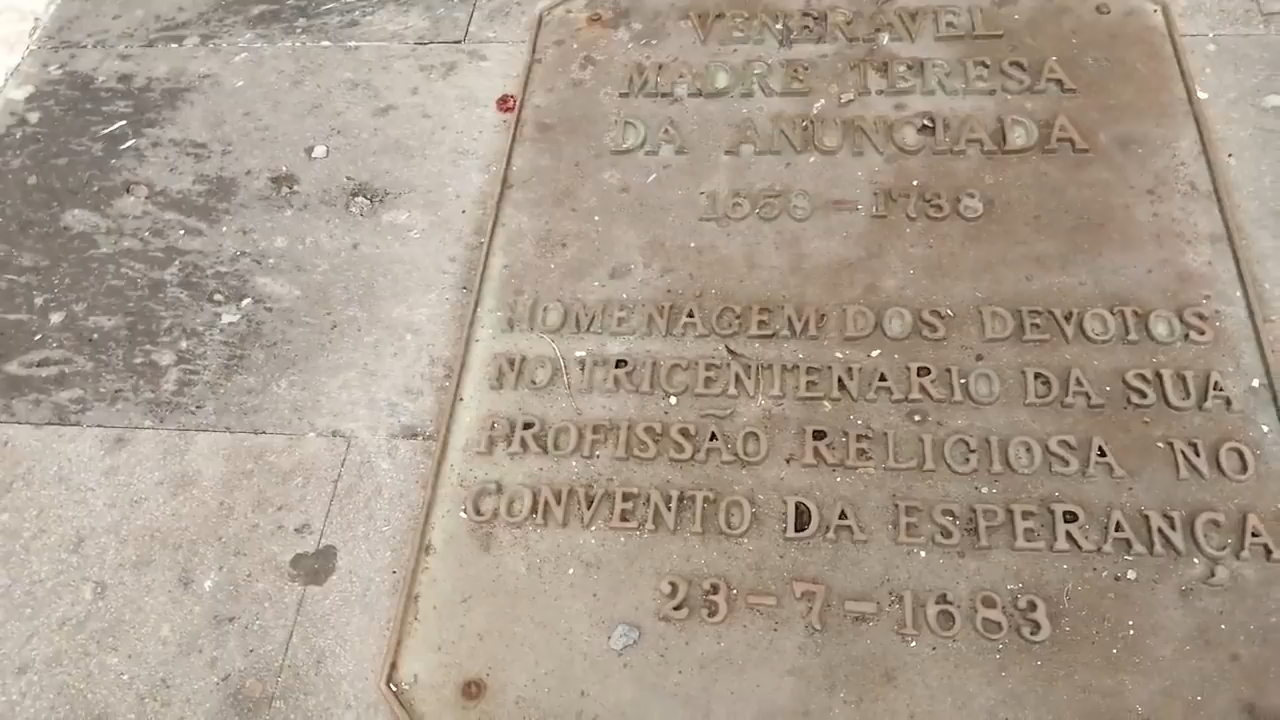 VENERÁVEL
MADRE TERESA
DA ANUNCIADA
1658-1738
HOMENAGEM DOS DEVOTOS
NO TRICENTENARIO DA SUA
PROFISSÃO RELIGIOSA NO
CONVENTO DA ESPERANÇA
23-7-1683